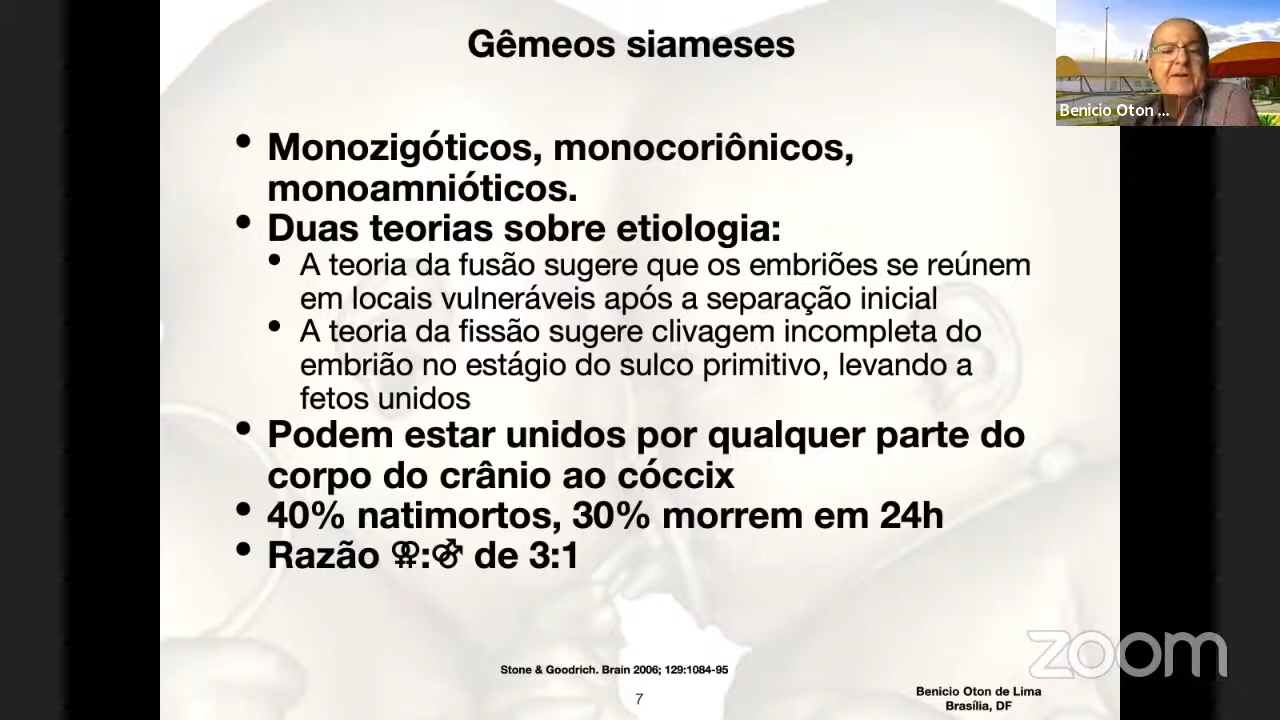 Gêmeos siameses
Benicio Oton ...
• Monozigóticos, monocoriônicos,
monoamnióticos.
• Duas teorias sobre etiologia:
• A teoria da fusão sugere que os embriões se reúnem
em locais vulneráveis após a separação inicial
• A teoria da fissão sugere clivagem incompleta do
embrião no estágio do sulco primitivo, levando a
fetos unidos
• Podem estar unidos por qualquer parte do
corpo do crânio ao cóccix
• 40% natimortos, 30% morrem em 24h
• Razão ⚢:⚣ de 3:1
zoom
Stone & Goodrich. Brain 2006; 129:1084-95
7
Benicio Oton de Lima
Brasília, DF